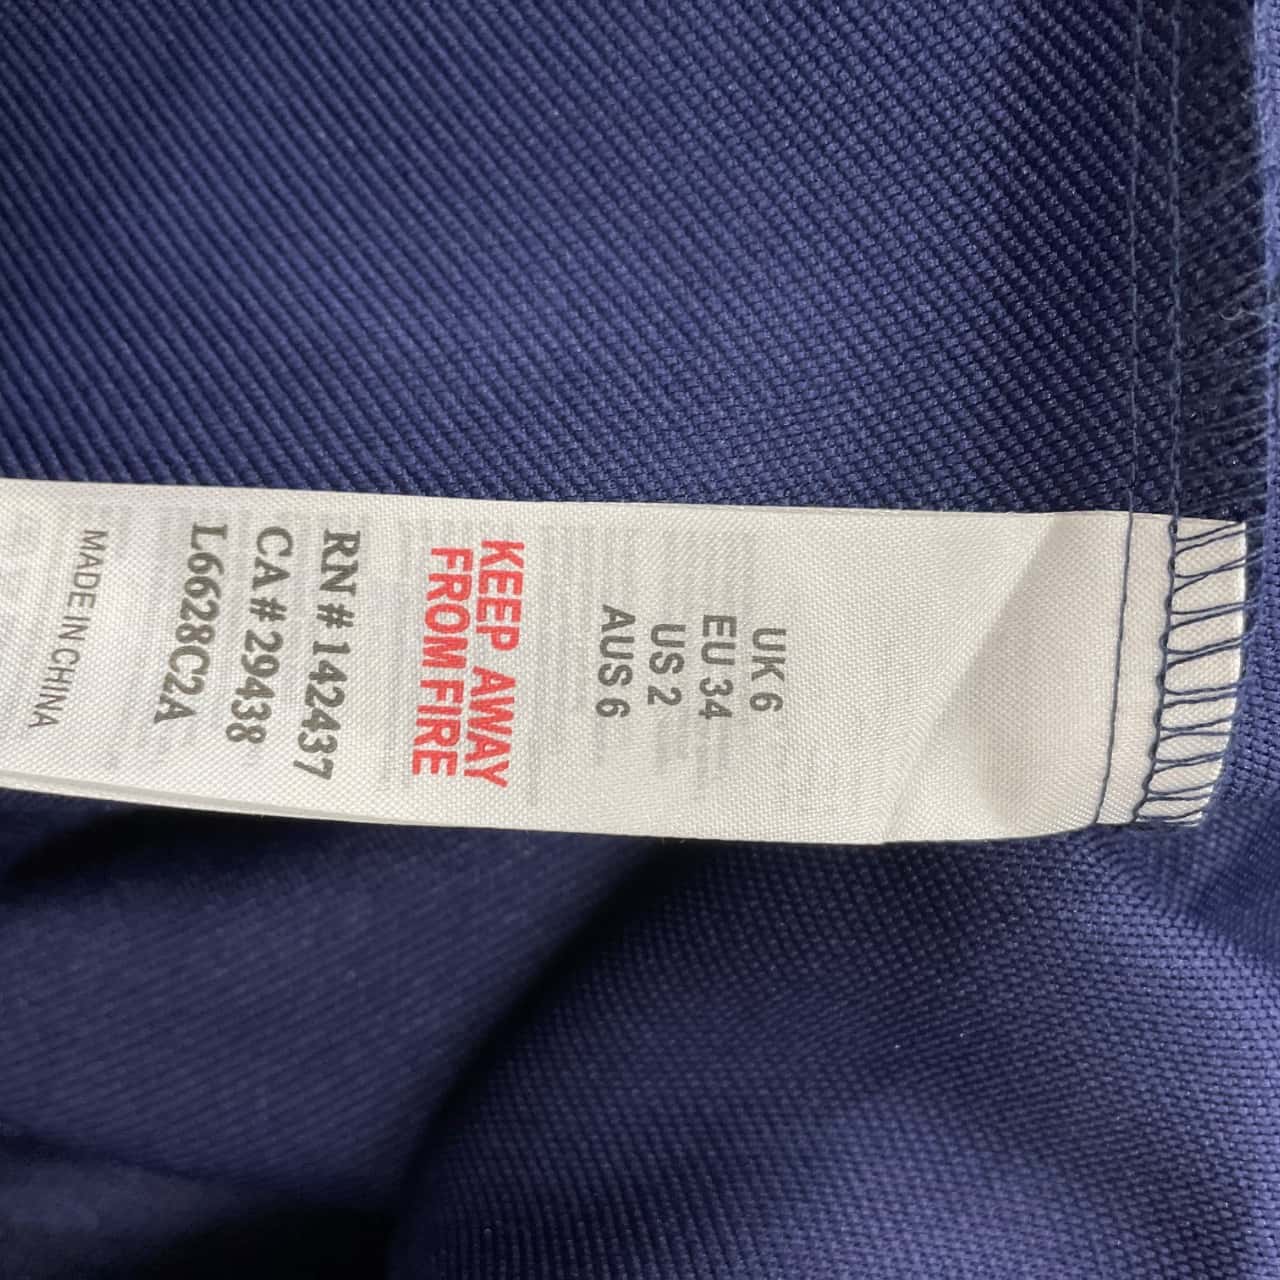 UK 6
EU 34
US 2
AUS 6
KEEP AWAY
FROM FIRE
RN # 142437
CA # 29438
L6628C2A
MADE IN CHINA